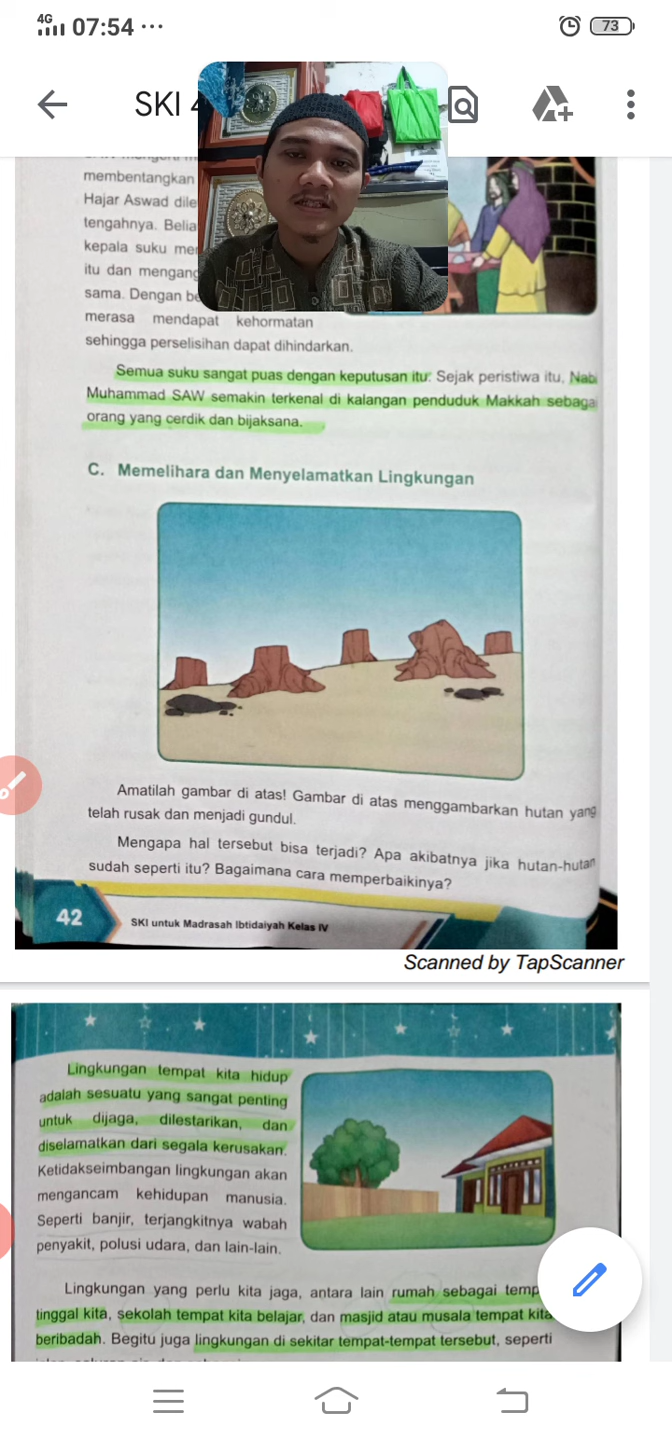 4G
07:54 ...
73
SKI 4
membentangkan
Hajar Aswad dile
tengahnya. Belia
kepala suku mer
itu dan mengang
sama. Dengan be
merasa mendapat kehormatan
sehingga perselisihan dapat dihindarkan.
Semua suku sangat puas dengan keputusan itu. Sejak peristiwa itu, Nabi
Muhammad SAW semakin terkenal di kalangan penduduk Makkah sebaga
orang yang cerdik dan bijaksana.
C. Memelihara dan Menyelamatkan Lingkungan
Amatilah gambar di atas! Gambar di atas menggambarkan hutan yang
telah rusak dan menjadi gundul.
Mengapa hal tersebut bisa terjadi? Apa akibatnya jika hutan-hutan
sudah seperti itu? Bagaimana cara memperbaikinya?
42
SKI untuk Madrasah Ibtidaiyah Kelas IV
Scanned by TapScanner
Lingkungan tempat kita hidup
adalah sesuatu yang sangat penting
untuk dijaga, dilestarikan, dan
diselamatkan dari segala kerusakan.
Ketidakseimbangan lingkungan akan
mengancam kehidupan manusia.
Seperti banjir, terjangkitnya wabah
penyakit, polusi udara, dan lain-lain.
Lingkungan yang perlu kita jaga, antara lain rumah sebagai temp
tinggal kita, sekolah tempat kita belajar, dan masjid atau musala tempat kita
beribadah. Begitu juga lingkungan di sekitar tempat-tempat tersebut, seperti